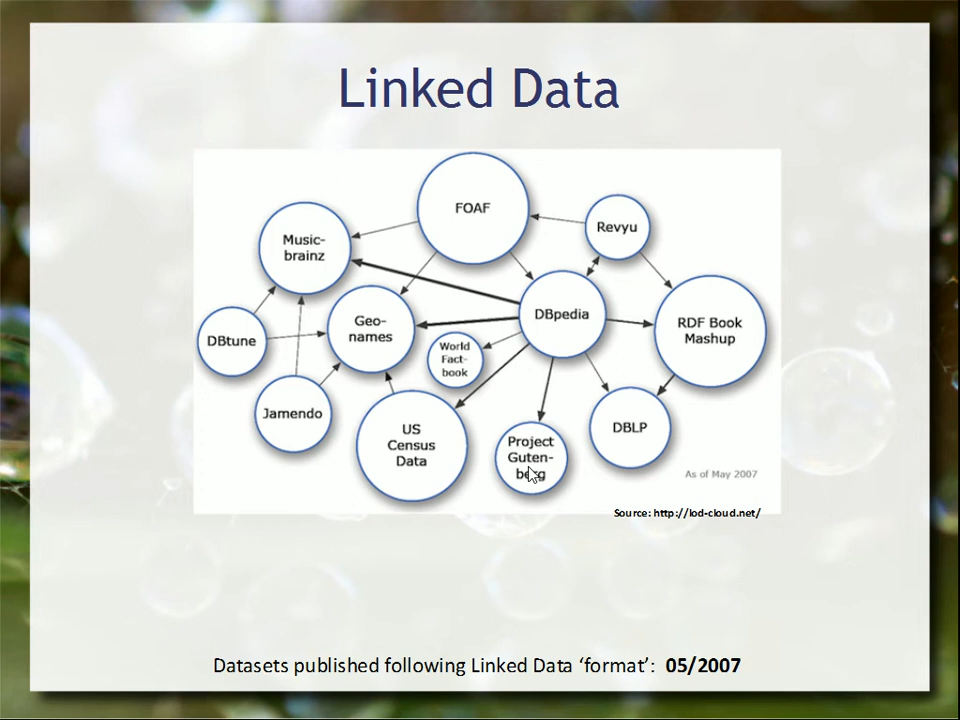 Linked Data
FOAF
Revyu
Music-
brainz
DBpedia
Geo-
names
RDF Book
Mashup
DBtune
World
Fact-
book
Jamendo
US
Census
Data
Project
Guten-
berg
DBLP
As of May 2007
Source: http://lod-cloud.net/
Datasets published following Linked Data ‘format’: 05/2007